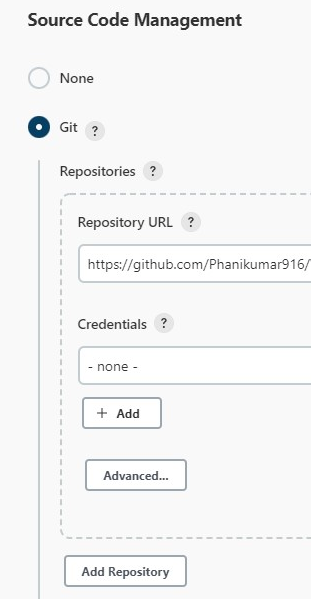 Source Code Management
None
Git ?
Repositories ?
Repository URL ?
https://github.com/Phanikumar916/
Credentials ?
- none -
+ Add
Advanced...
Add Repository